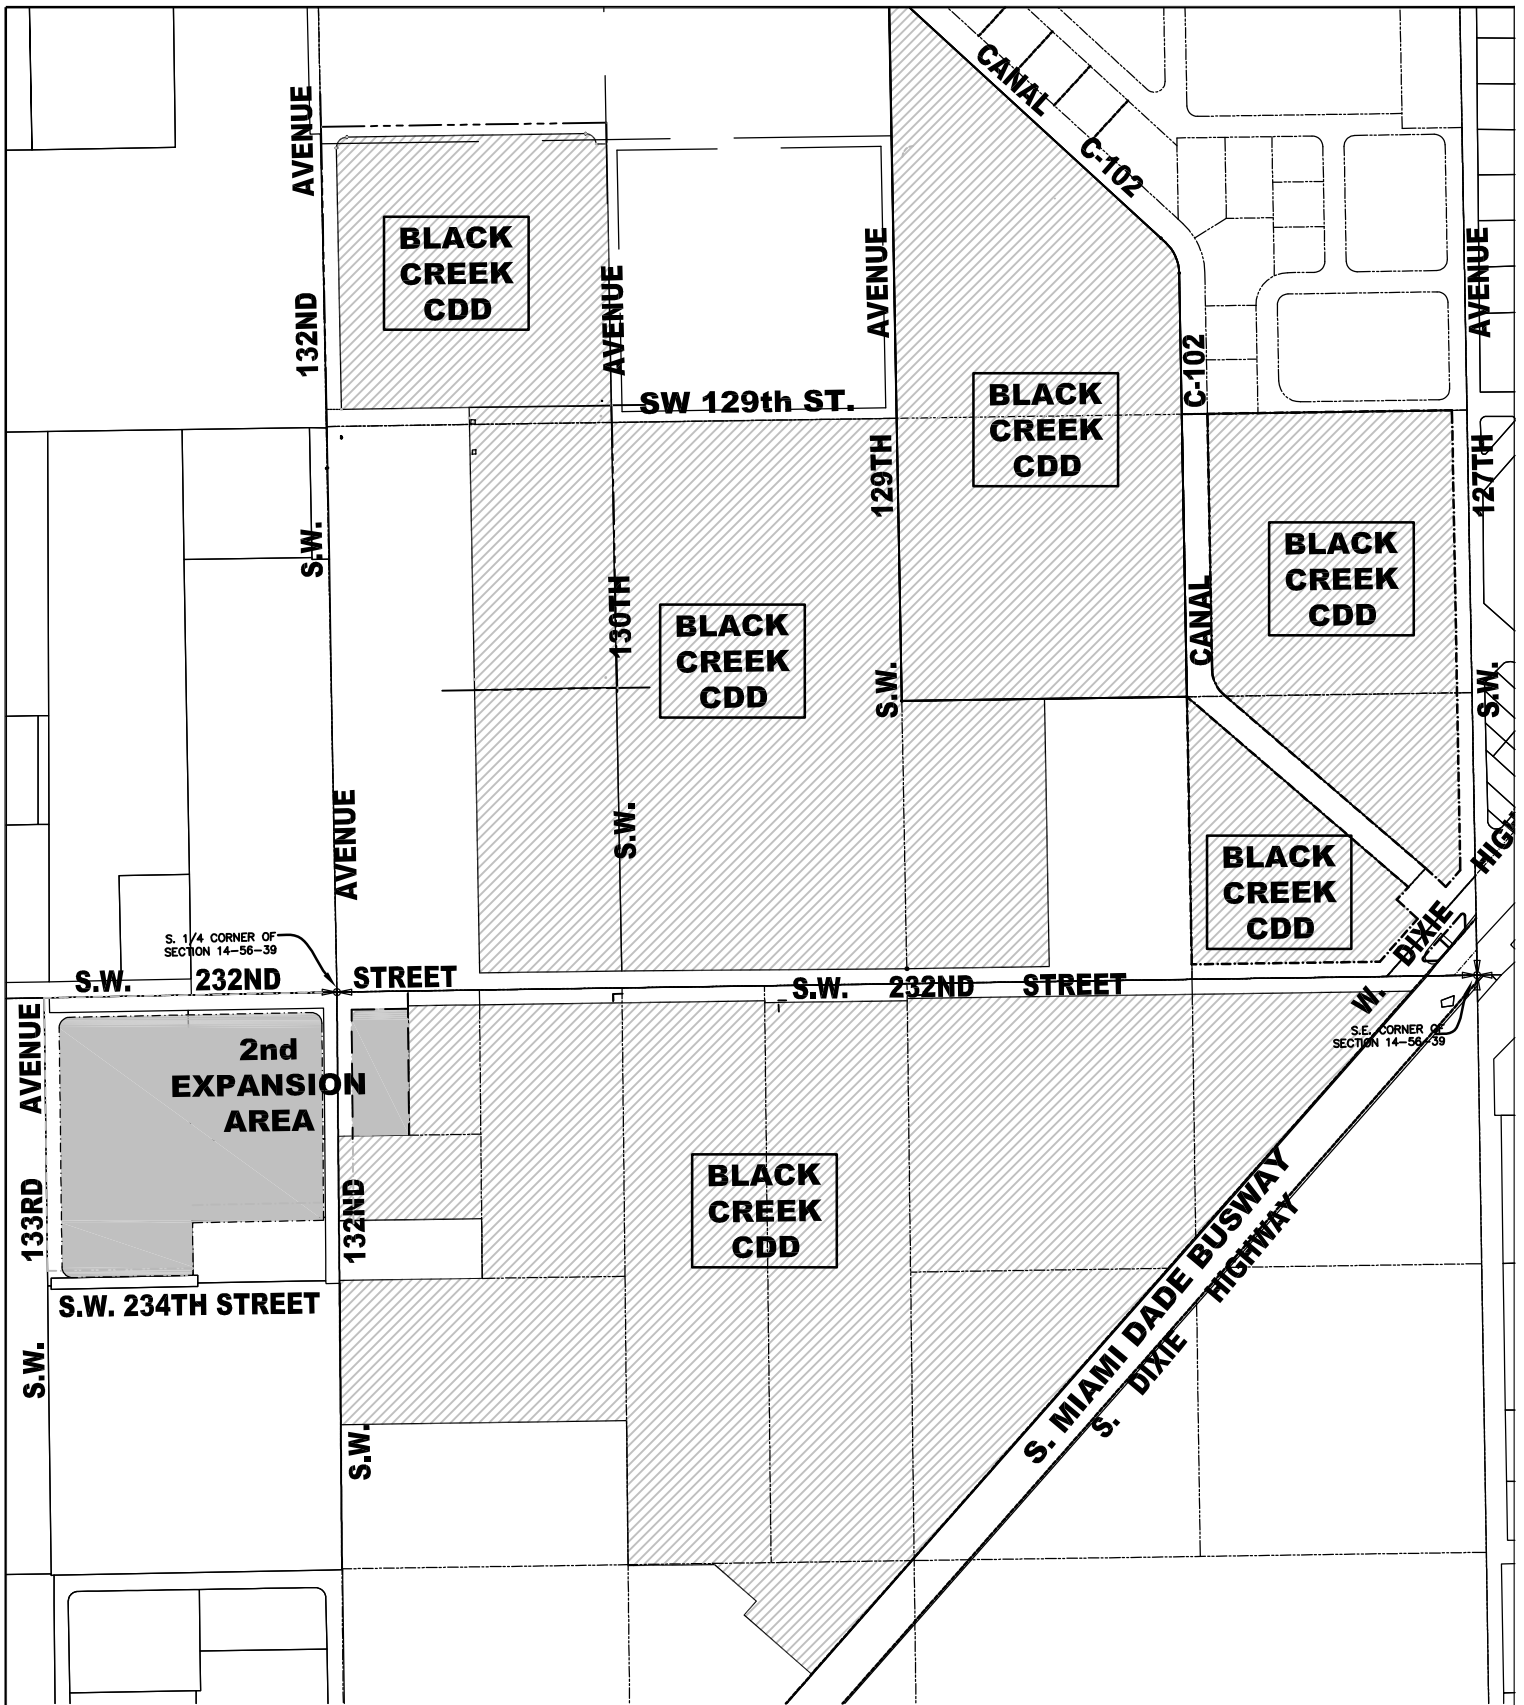 CANAL
C-102
132ND
AVENUE
BLACK
CREEK
CDD
AVENUE
AVENUE
AVENUE
C-102
SW 129th ST.
BLACK
CREEK
CDD
129TH
127TH
S.W.
BLACK
CREEK
CDD
130TH
BLACK
CREEK
CDD
CANAL
S.W.
S.W.
AVENUE
S.W.
BLACK
CREEK
CDD
HIGH
W. DIXIE
S. 1/4 CORNER OF
SECTION 14-56-39
S.W. 232ND STREET
S.W. 232ND STREET
S.E. CORNER OF
SECTION 14-56-39
AVENUE
2nd
EXPANSION
AREA
133RD
132ND
BLACK
CREEK
CDD
S. MIAMI DADE BUSWAY
S. DIXIE HIGHWAY
S.W. 234TH STREET
S.W.
S.W.